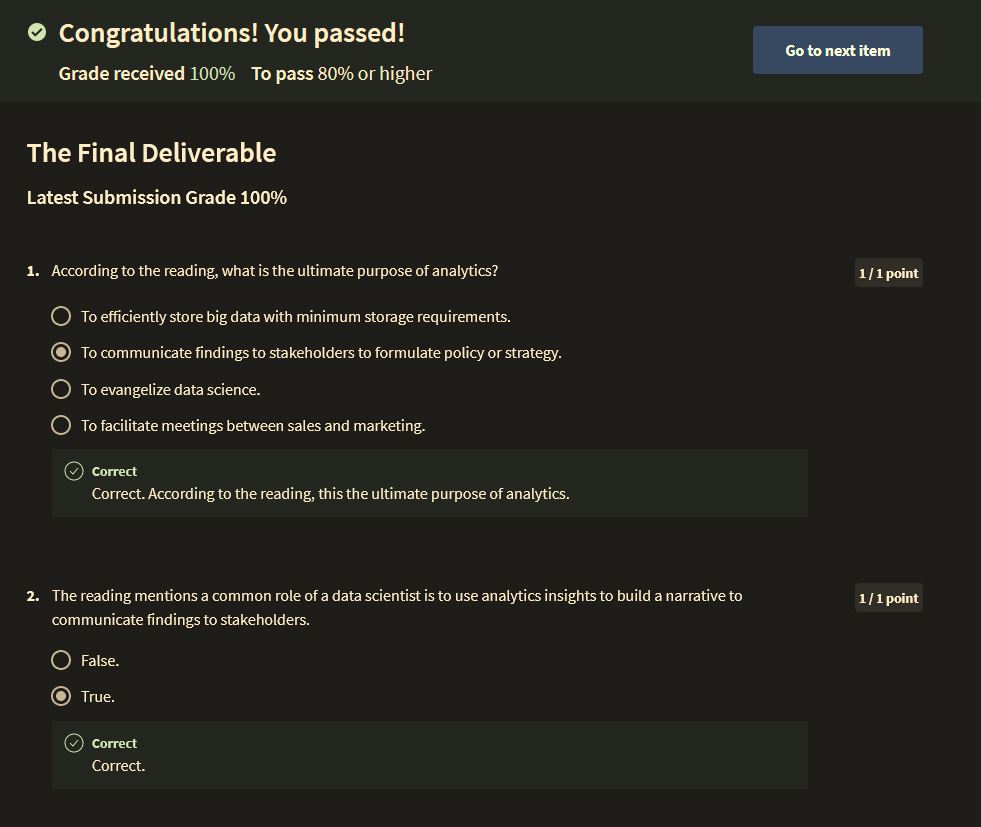 Congratulations! You passed!
Grade received 100% To pass 80% or higher
Go to next item
The Final Deliverable
Latest Submission Grade 100%
1. According to the reading, what is the ultimate purpose of analytics?
1 / 1 point
To efficiently store big data with minimum storage requirements.
To communicate findings to stakeholders to formulate policy or strategy.
To evangelize data science.
To facilitate meetings between sales and marketing.
Correct
Correct. According to the reading, this the ultimate purpose of analytics.
2. The reading mentions a common role of a data scientist is to use analytics insights to build a narrative to
communicate findings to stakeholders.
1 / 1 point
False.
True.
Correct
Correct.